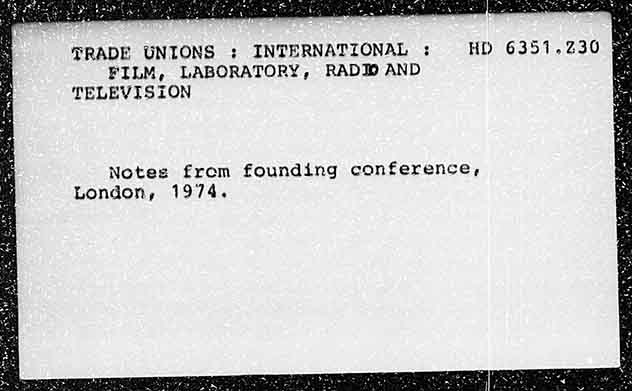 TRADE UNIONS : INTERNATIONAL : HD 6351.Z30
FILM, LABORATORY, RADIO AND
TELEVISION
Notes from founding conference,
London, 1974.